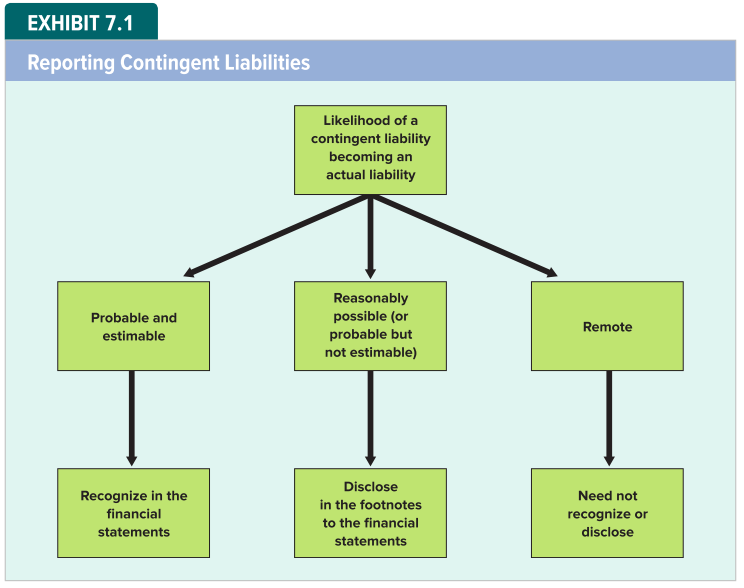 EXHIBIT 7.1
Reporting Contingent Liabilities
Likelihood of a
contingent liability
becoming an
actual liability
Probable and
estimable
Reasonably
possible (or
probable but
not estimable)
Remote
Recognize in the
financial
statements
Disclose
in the footnotes
to the financial
statements
Need not
recognize or
disclose